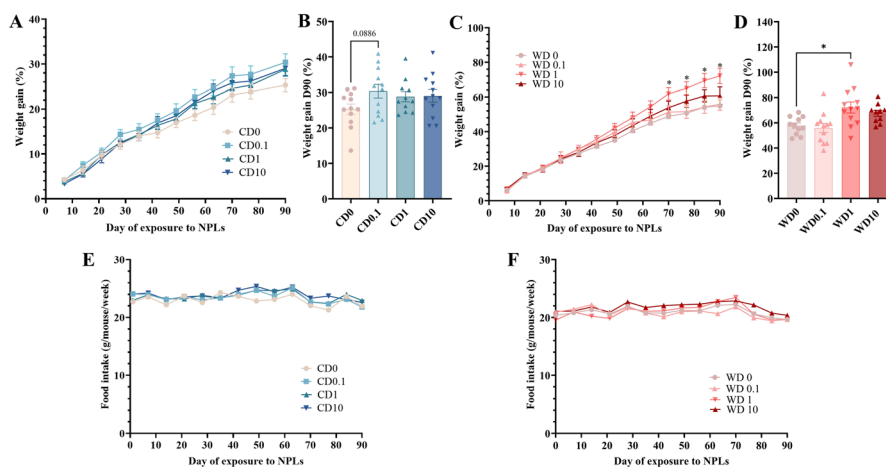 A
Weight gain (%)
40
30
20
10
0
0 10 20 30 40 50 60 70 80 90
Day of exposure to NPLs
CD0
CD0.1
CD1
CD10
B
Weight gain D90 (%)
50
40
30
20
10
0
0.0886
CD0 CD0.1 CD1 CD10
C
Weight gain (%)
100
80
60
40
20
0
0 10 20 30 40 50 60 70 80 90
Day of exposure to NPLs
WD 0
WD 0.1
WD 1
WD 10
* * * *
D
Weight gain D90 (%)
140
120
100
80
60
40
20
0
*
WD0 WD0.1 WD1 WD10
E
Food intake (g/mouse/week)
30
20
10
0
0 10 20 30 40 50 60 70 80 90
Day of exposure to NPLs
CD0
CD0.1
CD1
CD10
F
Food intake (g/mouse/week)
30
20
10
0
0 10 20 30 40 50 60 70 80 90
Day of exposure to NPLs
WD 0
WD 0.1
WD 1
WD 10